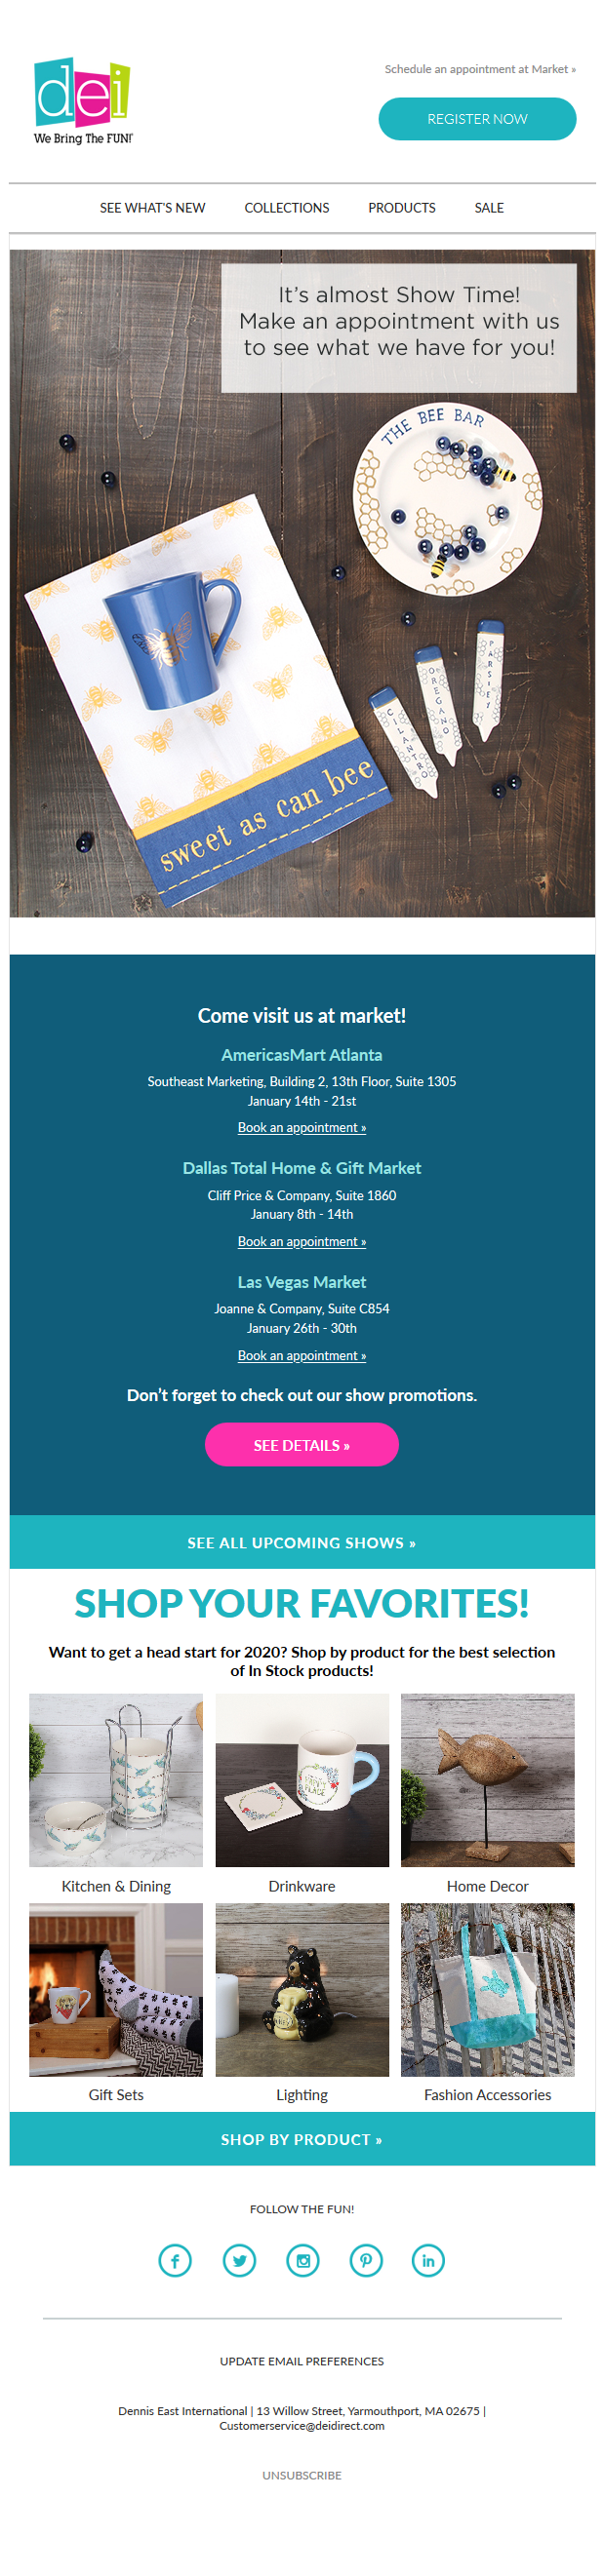 dei
We Bring The FUN!
Schedule an appointment at Market »
REGISTER NOW
SEE WHAT'S NEW
COLLECTIONS
PRODUCTS
SALE
It's almost Show Time!
Make an appointment with us
to see what we have for you!
THE BEE BAR
PARSLEY
OREGANO
CILANTRO
sweet as can bee
Come visit us at market!
AmericasMart Atlanta
Southeast Marketing, Building 2, 13th Floor, Suite 1305
January 14th - 21st
Book an appointment »
Dallas Total Home & Gift Market
Cliff Price & Company, Suite 1860
January 8th - 14th
Book an appointment »
Las Vegas Market
Joanne & Company, Suite C854
January 26th - 30th
Book an appointment »
Don't forget to check out our show promotions.
SEE DETAILS »
SEE ALL UPCOMING SHOWS »
SHOP YOUR FAVORITES!
Want to get a head start for 2020? Shop by product for the best selection
of In Stock products!
Kitchen & Dining
Drinkware
Home Decor
Gift Sets
Lighting
Fashion Accessories
SHOP BY PRODUCT »
FOLLOW THE FUN!
UPDATE EMAIL PREFERENCES
Dennis East International | 13 Willow Street, Yarmouthport, MA 02675 |
Customerservice@deidirect.com
UNSUBSCRIBE